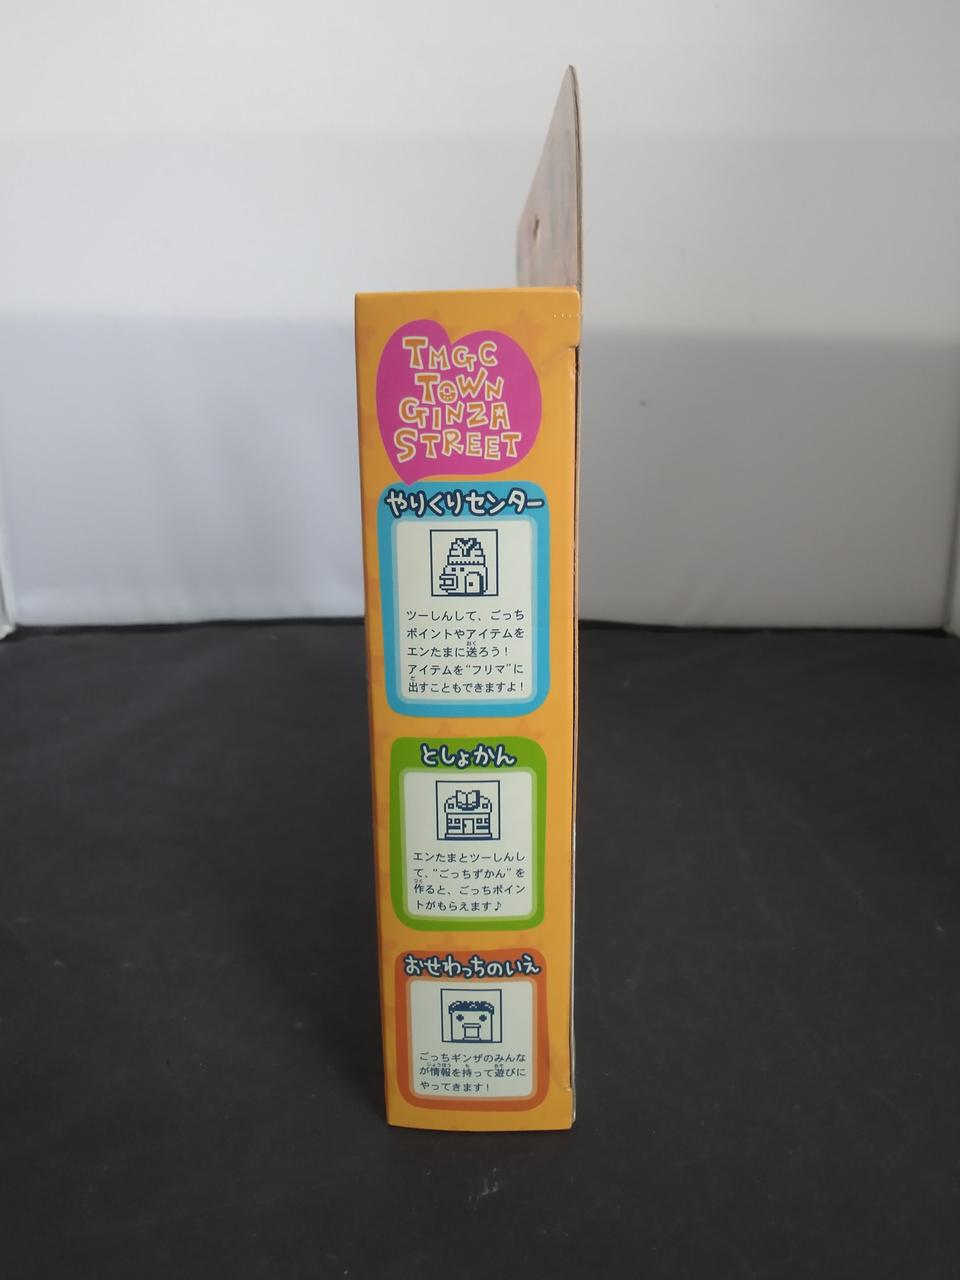 TMGC
TOWN
GINZA
STREET
やりくりセンター
ツーしんして、ごっち
ポイントやアイテムを
エンたまに送ろう！
アイテムを“フリマ”に
出すこともできますよ！
としょかん
エンたまとツーしんし
て、“ごっちずかん”を
作ると、ごっちポイン
トがもらえます♪
おせわっちのいえ
ごっちギンザのみんな
が情報を持って遊びに
やってきます！